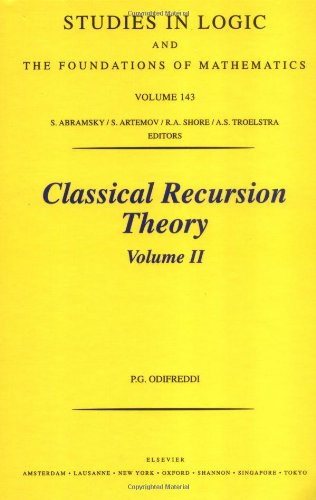 STUDIES IN LOGIC
AND
THE FOUNDATIONS OF MATHEMATICS
VOLUME 143
S. ABRAMSKY / S. ARTEMOV / R.A. SHORE / A.S. TROELSTRA
EDITORS
Classical Recursion
Theory
Volume II
P.G. ODIFREDDI
ELSEVIER
AMSTERDAM • LAUSANNE • NEW YORK • OXFORD • SHANNON • SINGAPORE • TOKYO